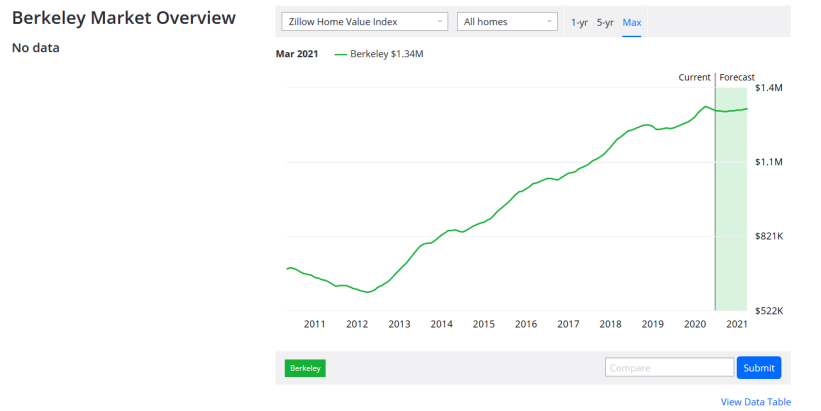 Berkeley Market Overview
No data
Zillow Home Value Index
All homes
1-yr 5-yr Max
Mar 2021 Berkeley $1.34M
Current Forecast
$1.4M
$1.1M
$821K
$522K
2011 2012 2013 2014 2015 2016 2017 2018 2019 2020 2021
Berkeley
Compare
Submit
View Data Table